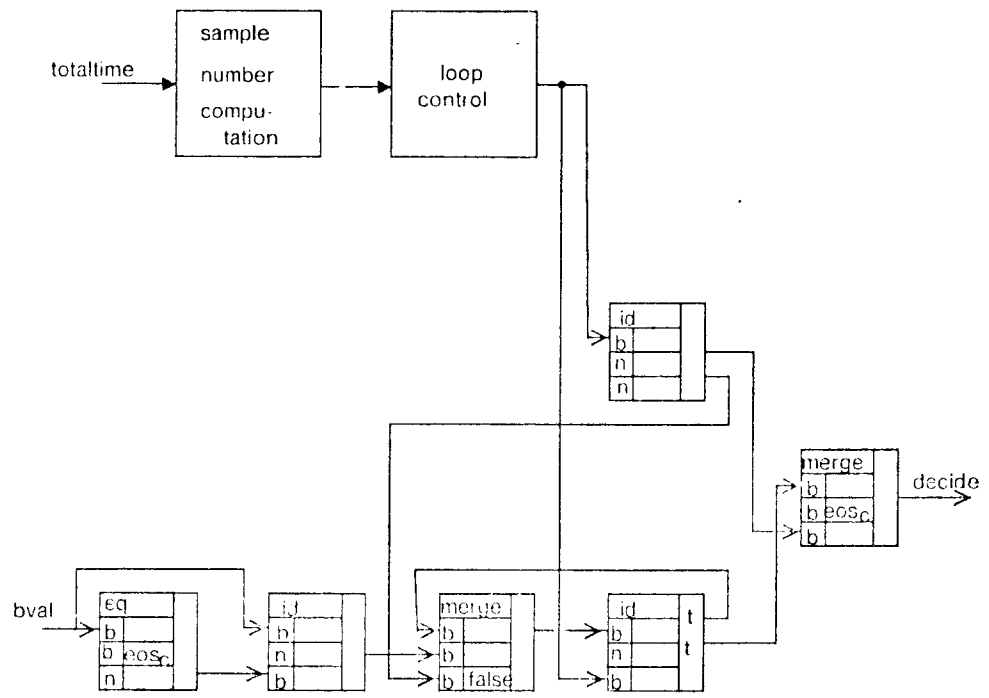 sample
totaltime
number
compu-
tation
loop
control
id
b
n
n
merge
b
b eos c
b
decide
bval
eq
b
b eos c
n
id
b
n
b
merge
b
b
b false
id
b
n
b
t
t